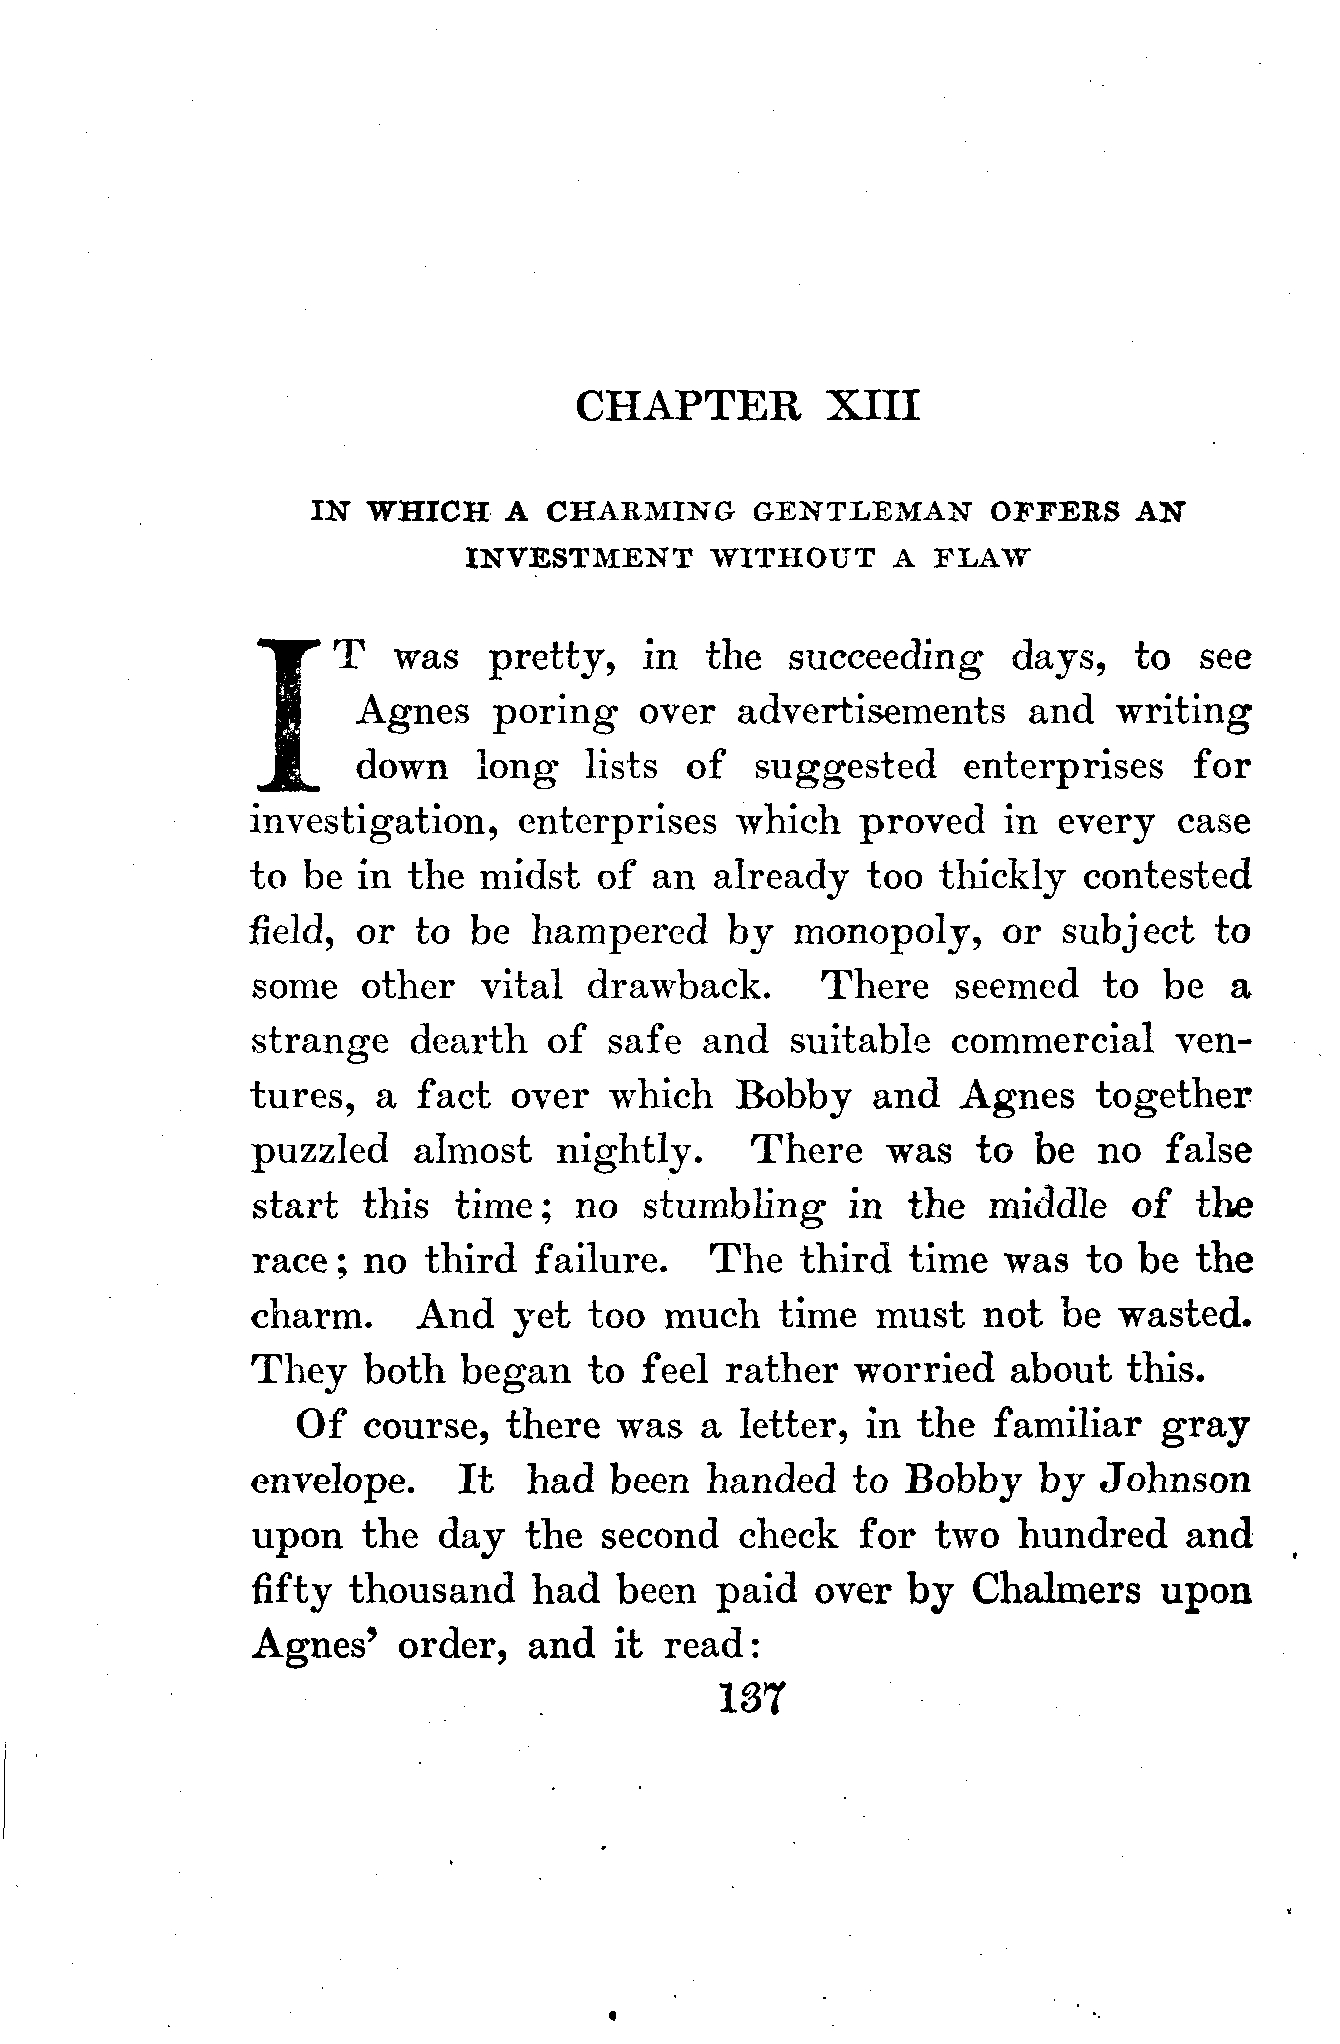 CHAPTER XIII
IN WHICH A CHARMING GENTLEMAN OFFERS AN
INVESTMENT WITHOUT A FLAW
IT was pretty, in the succeeding days, to see
Agnes poring over advertisements and writing
down long lists of suggested enterprises for
investigation, enterprises which proved in every case
to be in the midst of an already too thickly contested
field, or to be hampered by monopoly, or subject to
some other vital drawback. There seemed to be a
strange dearth of safe and suitable commercial ven-
tures, a fact over which Bobby and Agnes together
puzzled almost nightly. There was to be no false
start this time; no stumbling in the middle of the
race; no third failure. The third time was to be the
charm. And yet too much time must not be wasted.
They both began to feel rather worried about this.
Of course, there was a letter, in the familiar gray
envelope. It had been handed to Bobby by Johnson
upon the day the second check for two hundred and
fifty thousand had been paid over by Chalmers upon
Agnes' order, and it read:
137